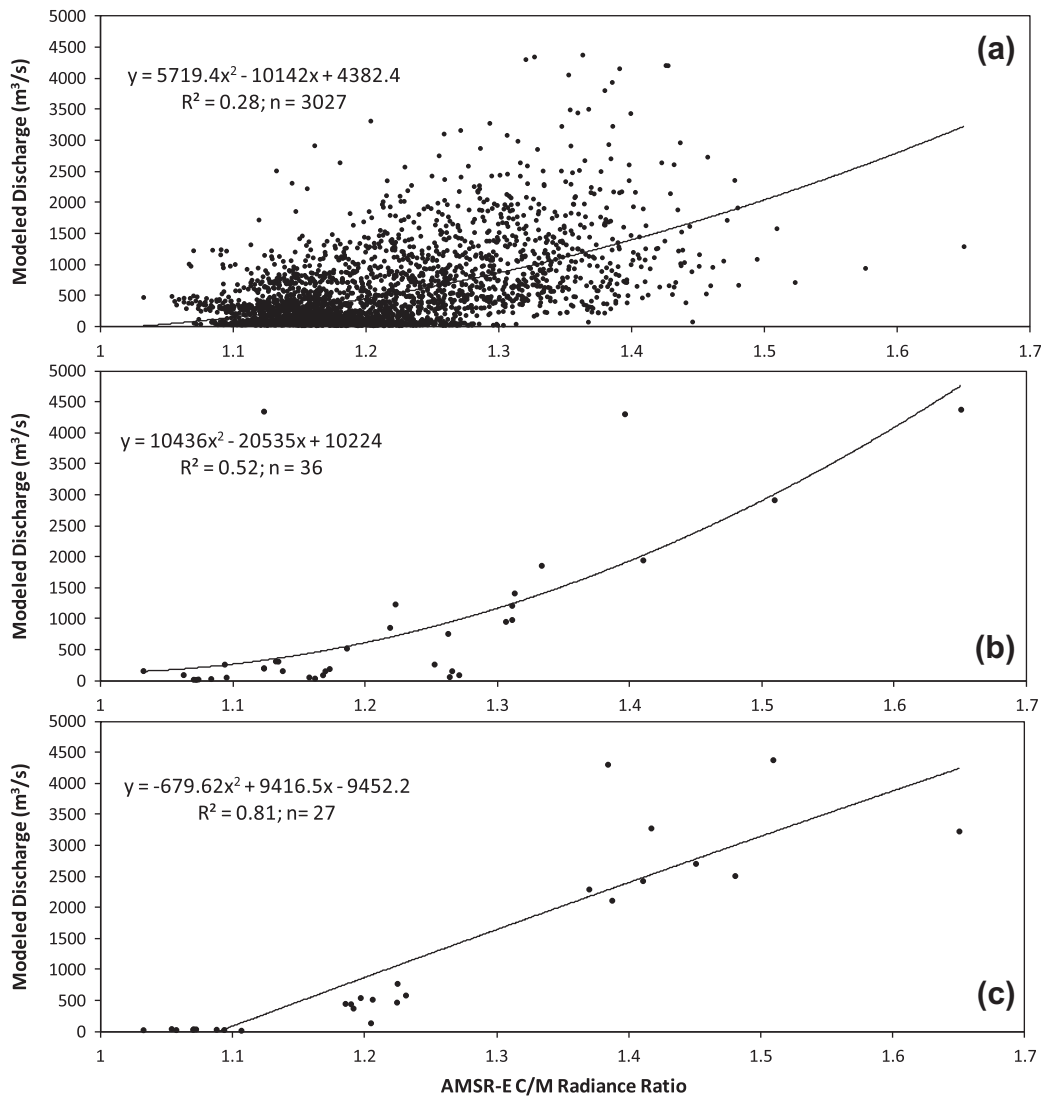 (a)
y = 5719.4x² - 10142x + 4382.4
R² = 0.28; n = 3027
Modeled Discharge (m³/s)
5000
4500
4000
3500
3000
2500
2000
1500
1000
500
0
1 1.1 1.2 1.3 1.4 1.5 1.6 1.7
(b)
y = 10436x² - 20535x + 10224
R² = 0.52; n = 36
Modeled Discharge (m³/s)
5000
4500
4000
3500
3000
2500
2000
1500
1000
500
0
1 1.1 1.2 1.3 1.4 1.5 1.6 1.7
(c)
y = -679.62x² + 9416.5x - 9452.2
R² = 0.81; n= 27
Modeled Discharge (m³/s)
5000
4500
4000
3500
3000
2500
2000
1500
1000
500
0
1 1.1 1.2 1.3 1.4 1.5 1.6 1.7
AMSR-E C/M Radiance Ratio